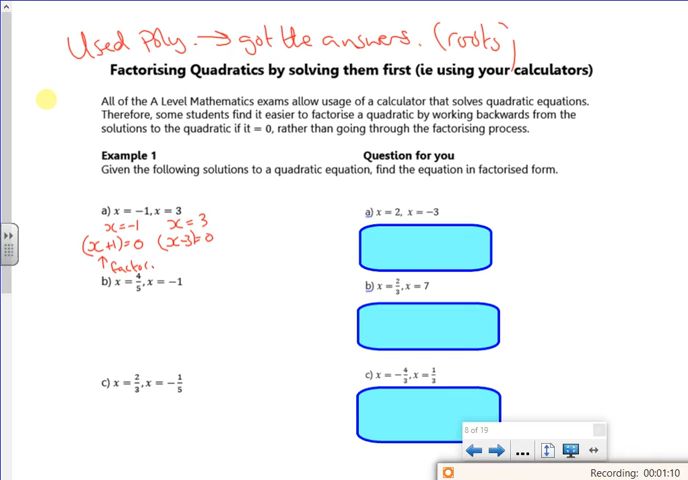 Used Poly. → got the answers. (roots)
Factorising Quadratics by solving them first (ie using your calculators)
All of the A Level Mathematics exams allow usage of a calculator that solves quadratic equations.
Therefore, some students find it easier to factorise a quadratic by working backwards from the
solutions to the quadratic if it = 0, rather than going through the factorising process.
Example 1
Question for you
Given the following solutions to a quadratic equation, find the equation in factorised form.
a) x = −1, x = 3
x = -1 x = 3
(x+1)=0 (x-3)=0
↑ factor.
b) x = 4/5, x = −1
c) x = 2/3, x = −1/5
a) x = 2, x = −3
b) x = 2/3, x = 7
c) x = −4/3, x = 1/3
8 of 19
...
Recording: 00:01:10